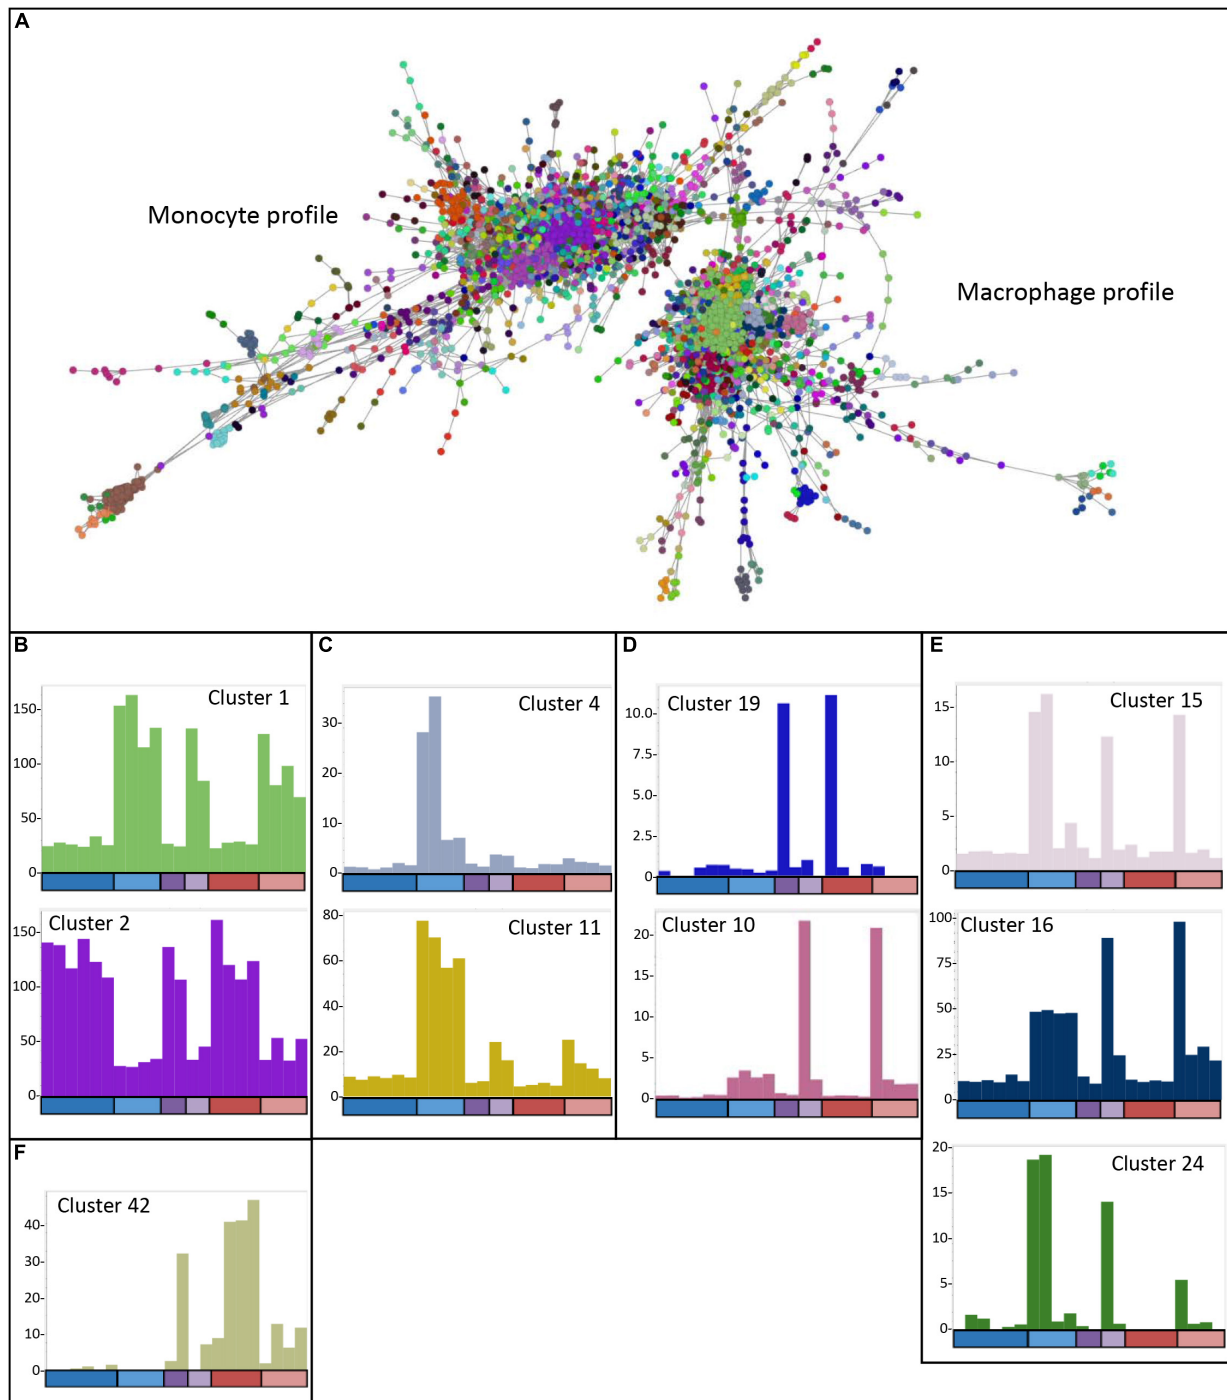 A
Monocyte profile
Macrophage profile
B
Cluster 1
150-
100-
50-
0-
Cluster 2
150-
100-
50-
0-
C
Cluster 4
30-
20-
10-
0-
Cluster 11
80-
60-
40-
20-
0-
D
Cluster 19
10.0-
7.5-
5.0-
2.5-
0-
Cluster 10
20-
15-
10-
5-
0-
E
Cluster 15
15-
10-
5-
0-
Cluster 16
100-
75-
50-
25-
0-
Cluster 24
20-
15-
10-
5-
0-
F
Cluster 42
40-
30-
20-
10-
0-